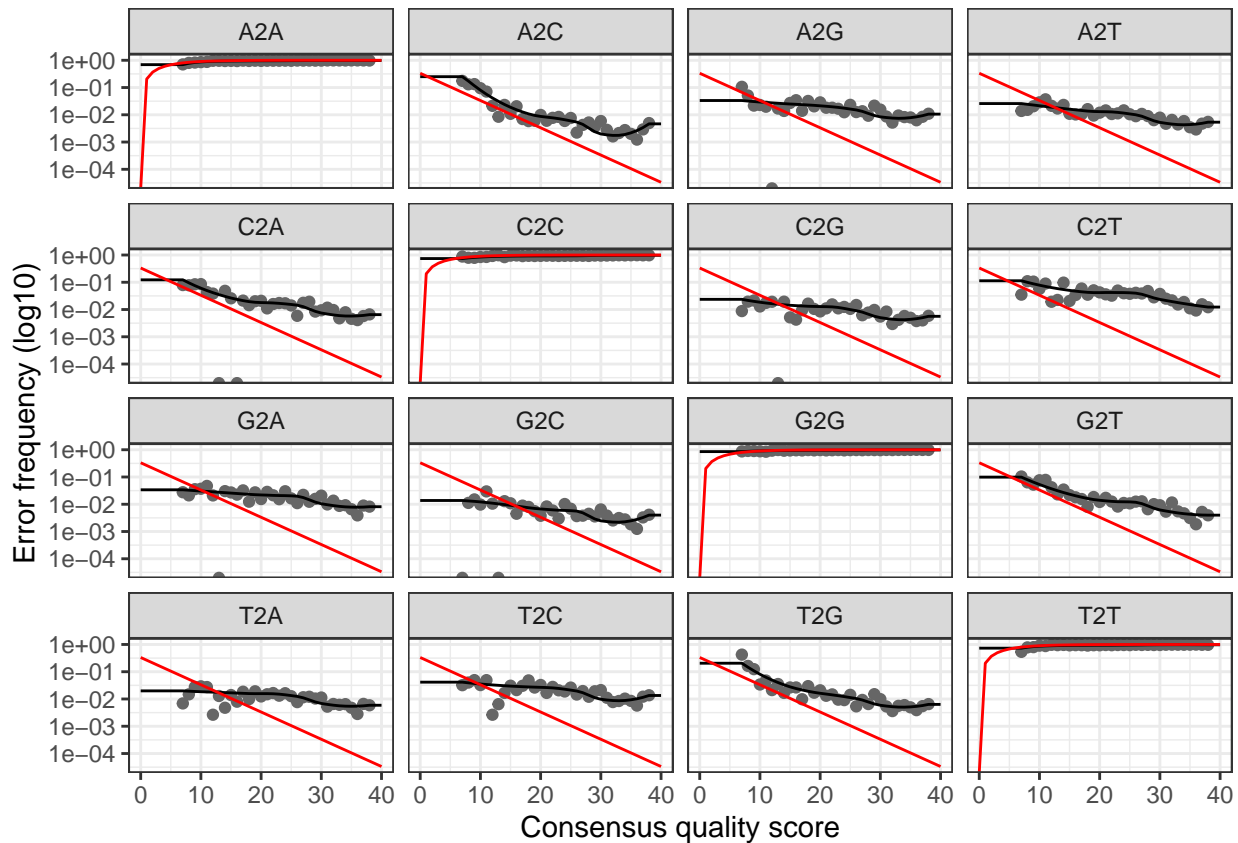 A2A A2C A2G A2T
1e+00
1e−01
1e−02
1e−03
1e−04
C2A C2C C2G C2T
1e+00
1e−01
1e−02
1e−03
1e−04
G2A G2C G2G G2T
1e+00
1e−01
1e−02
1e−03
1e−04
T2A T2C T2G T2T
1e+00
1e−01
1e−02
1e−03
1e−04
0 10 20 30 40 0 10 20 30 40 0 10 20 30 40 0 10 20 30 40
Consensus quality score
Error frequency (log10)